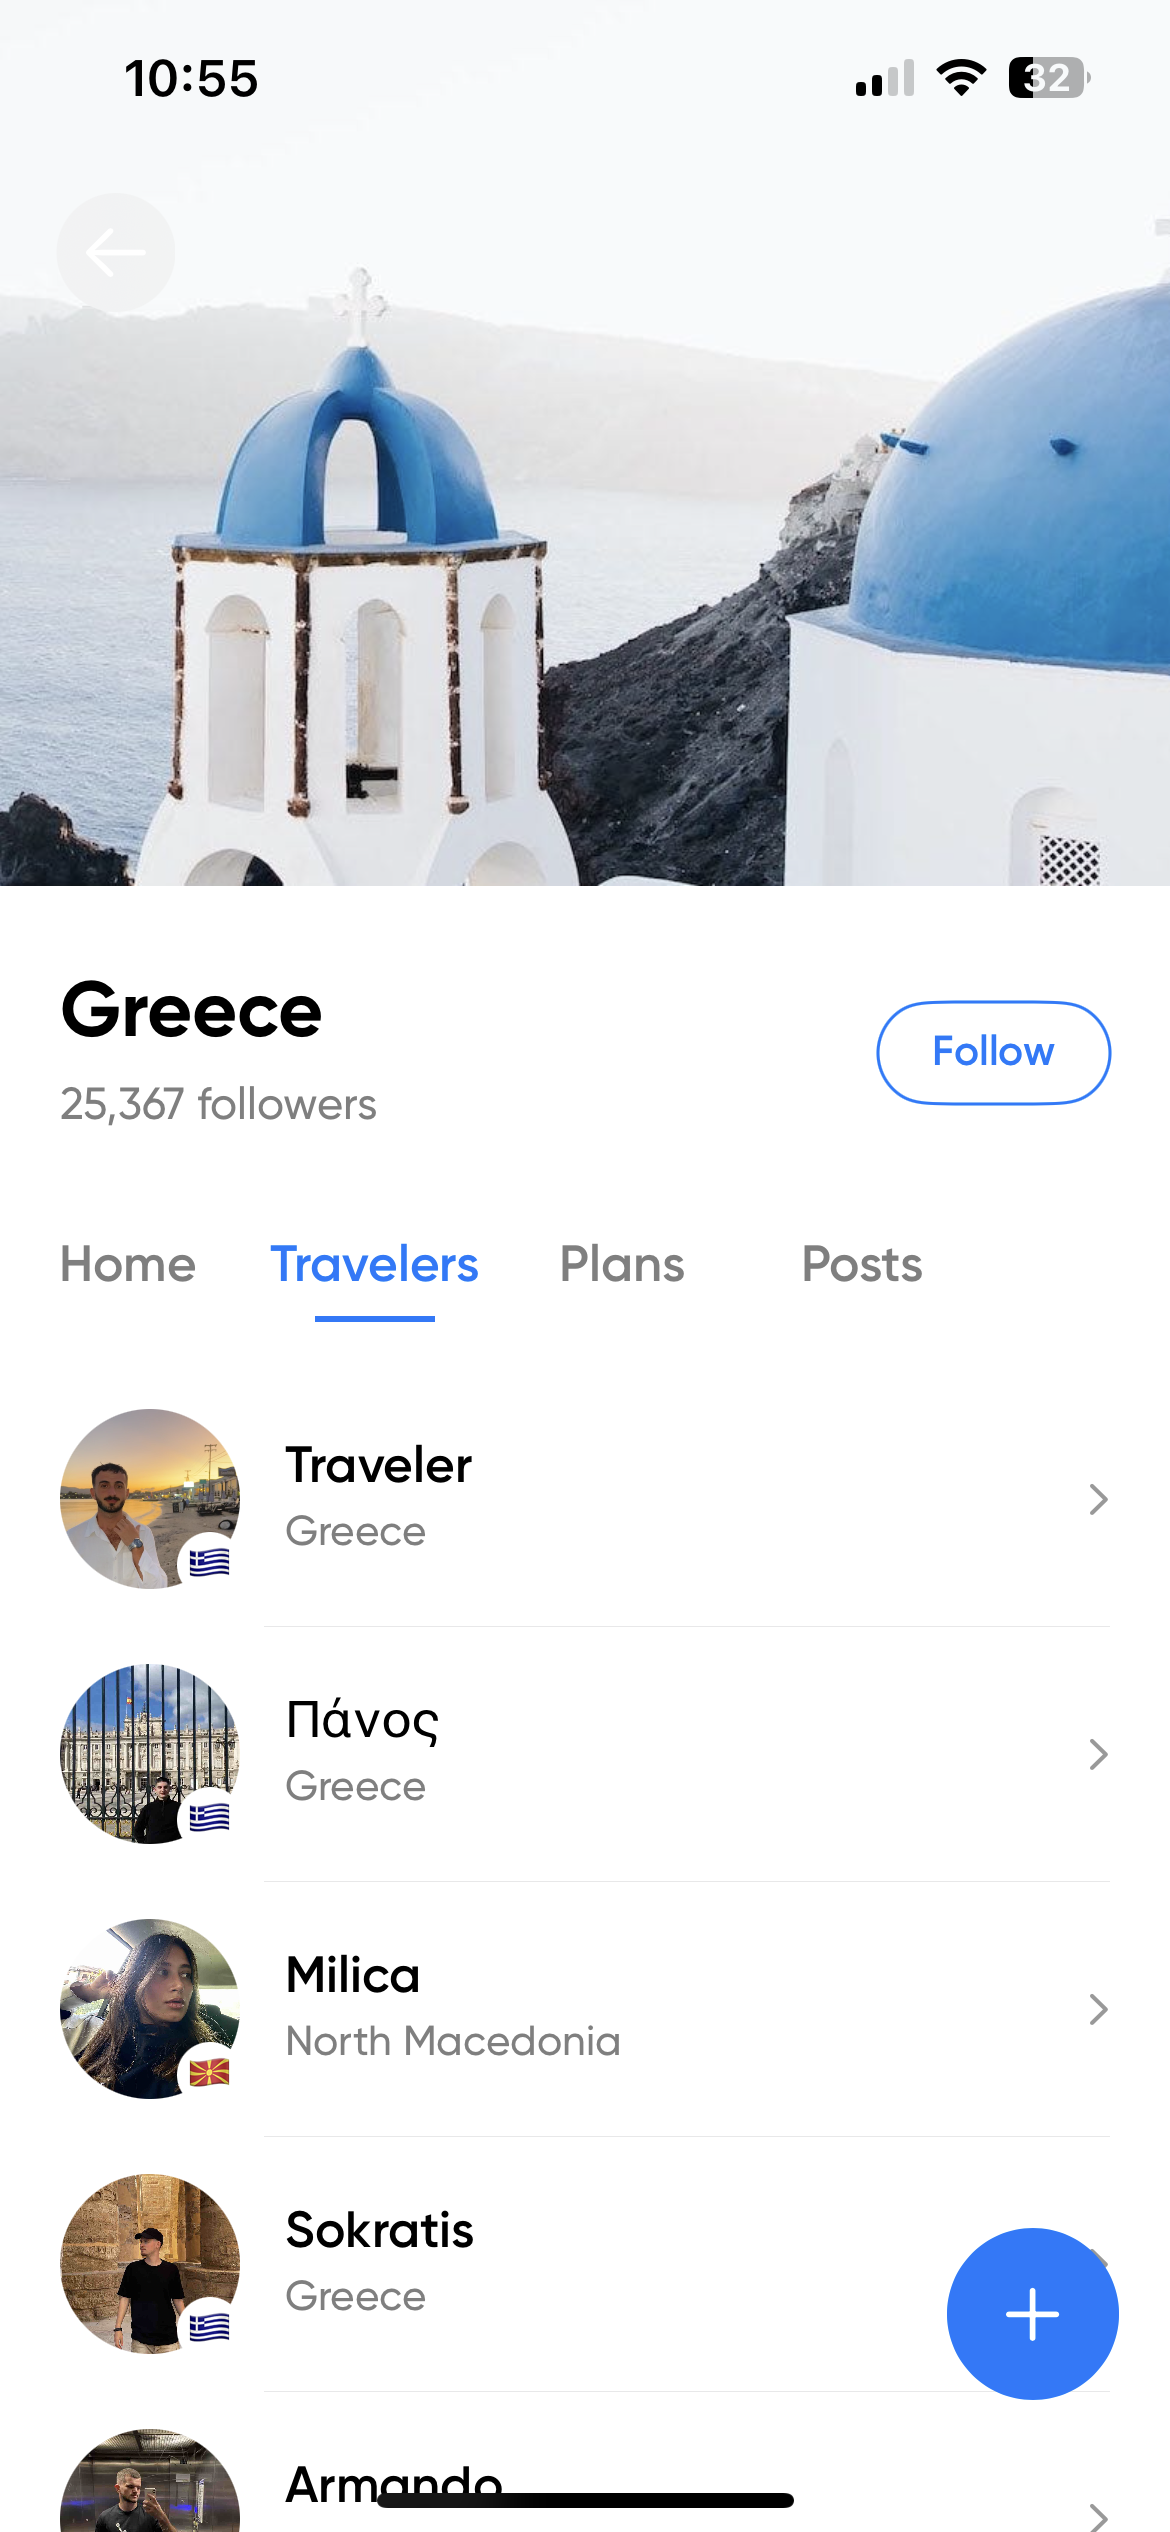 10:55
32
Greece
Follow
25,367 followers
Home Travelers Plans Posts
Traveler
Greece
Πάνος
Greece
Milica
North Macedonia
Sokratis
Greece
Armando